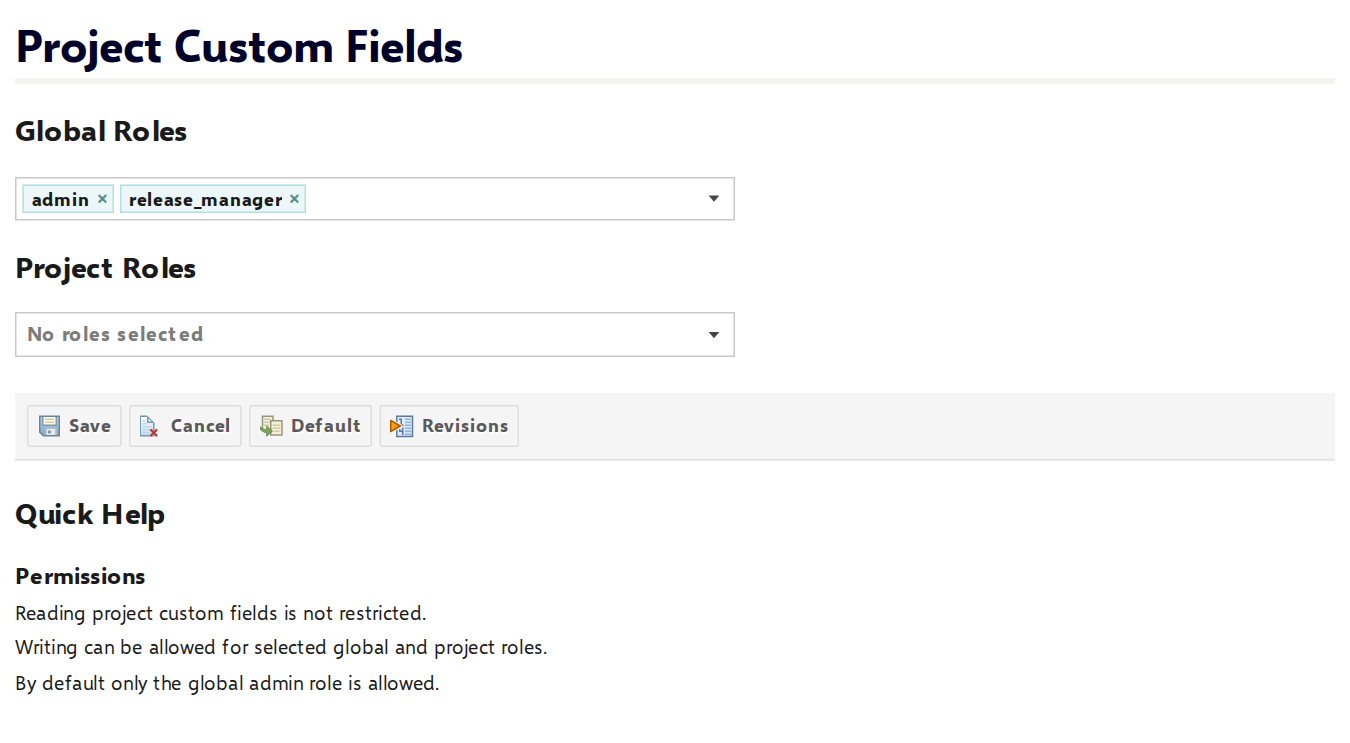 Project Custom Fields
Global Roles
admin × release_manager ×
Project Roles
No roles selected
Save Cancel Default Revisions
Quick Help
Permissions
Reading project custom fields is not restricted.
Writing can be allowed for selected global and project roles.
By default only the global admin role is allowed.